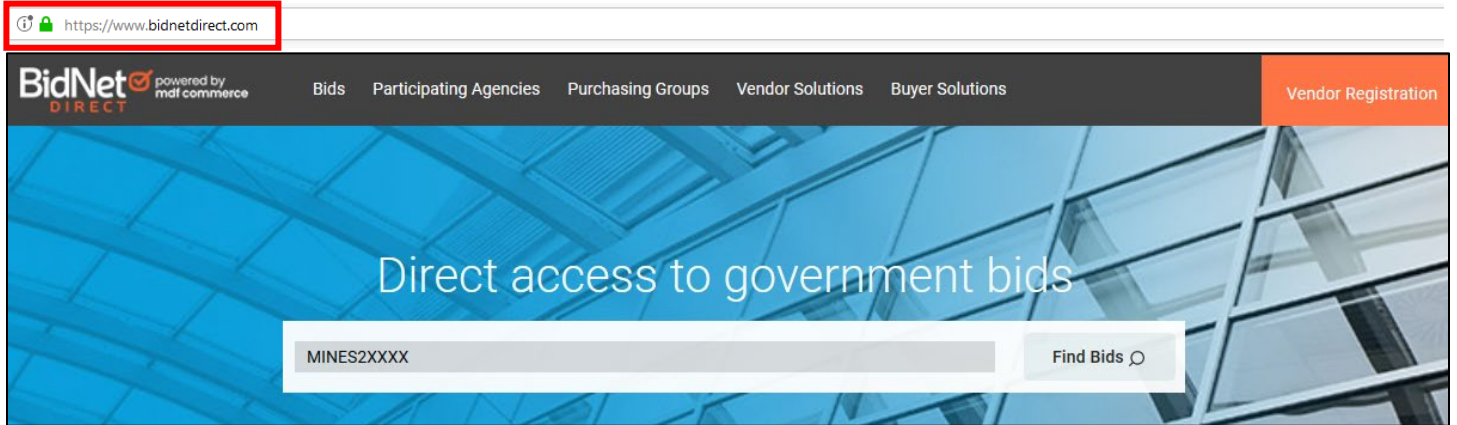 https://www.bidnetdirect.com
BidNet powered by
DIRECT mdf commerce
Bids Participating Agencies Purchasing Groups Vendor Solutions Buyer Solutions Vendor Registration
Direct access to government bids
MINES2XXXX Find Bids